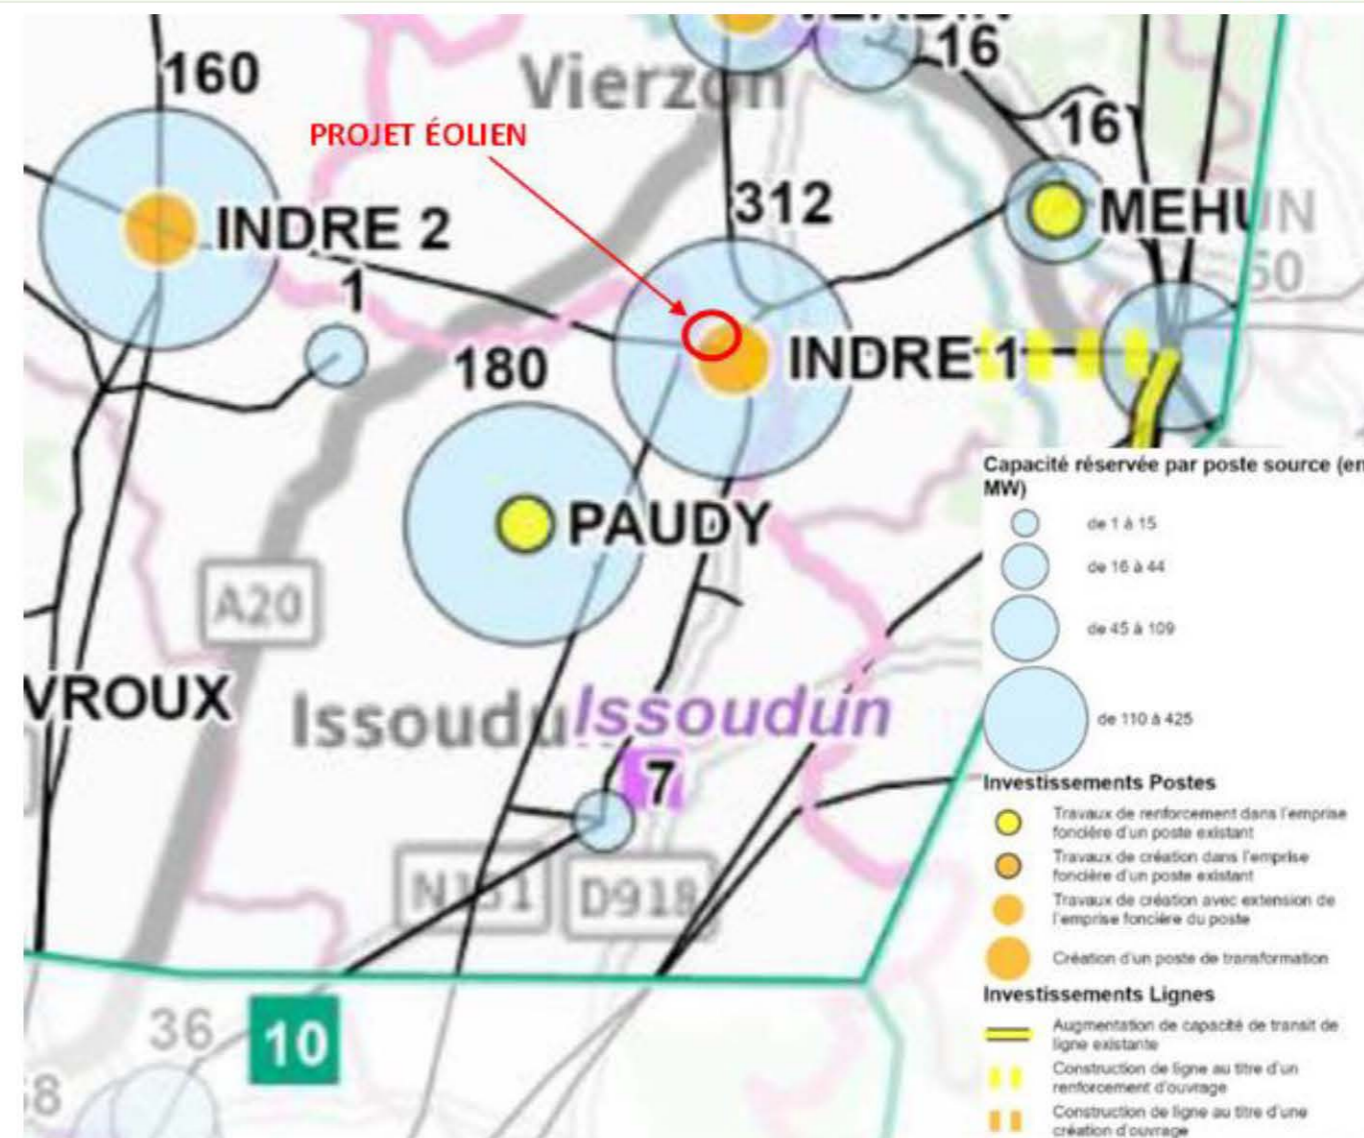 160
16
Vierzon
PROJET ÉOLIEN
16
312
MEHUN
INDRE 2
50
1
180
INDRE 1
PAUDY
Capacité réservée par poste source (en
MW)
de 1 à 15
de 16 à 44
de 45 à 109
de 110 à 425
A20
VROUX
Issoudu
Issoudun
7
N151
D918
Investissements Postes
Travaux de renforcement dans l'emprise
foncière d'un poste existant
Travaux de création dans l'emprise
foncière d'un poste existant
Travaux de création avec extension de
l'emprise foncière du poste
Création d'un poste de transformation
Investissements Lignes
Augmentation de capacité de transit de
ligne existante
Construction de ligne au titre d'un
renforcement d'ouvrage
Construction de ligne au titre d'une
création d'ouvrage
36
10
8